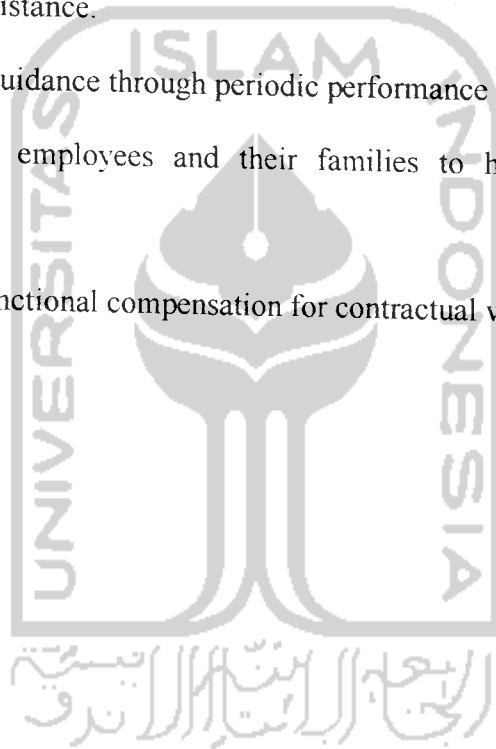 istance.
ISLAM
uidance through periodic performance
employees and their families to h
nctional compensation for contractual v
UNIVERSITAS
INDONESIA